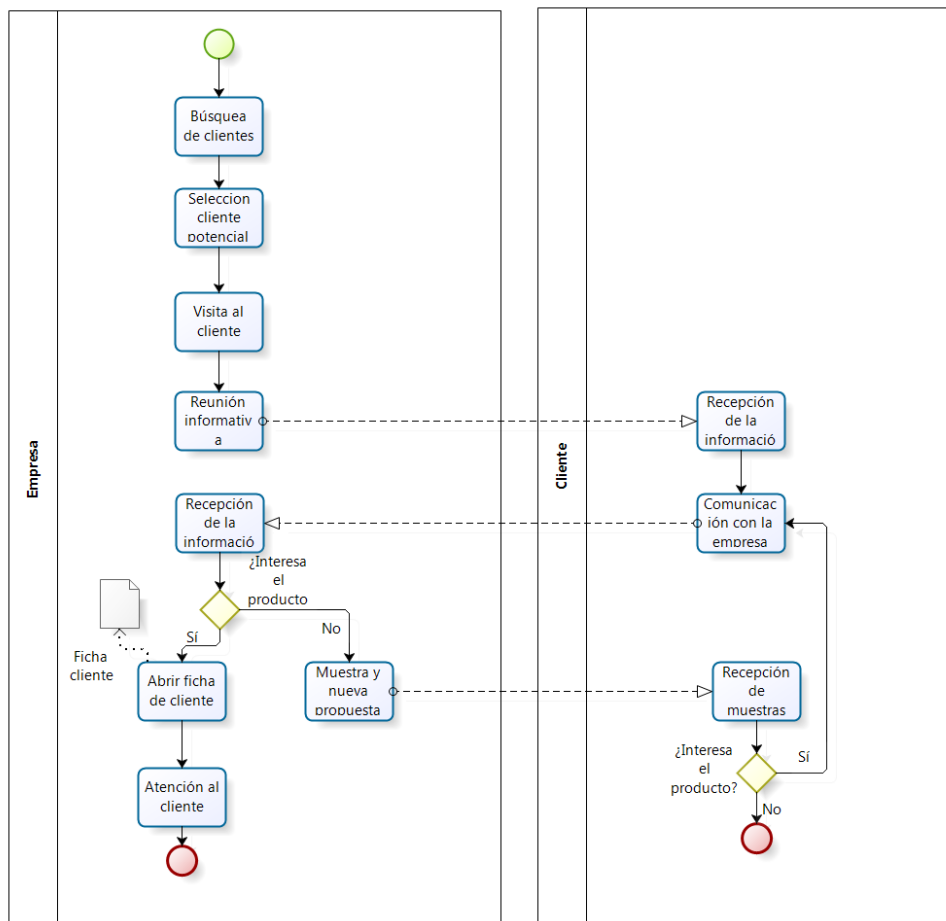 Empresa
Búsquea
de clientes
Seleccion
cliente
potencial
Visita al
cliente
Reunión
informativ
a
Recepción
de la
informació
¿Interesa
el
producto
Sí
No
Ficha
cliente
Abrir ficha
de cliente
Muestra y
nueva
propuesta
Atención al
cliente
Cliente
Recepción
de la
informació
Comunicac
ión con la
empresa
Recepción
de
muestras
¿Interesa
el
producto?
Sí
No